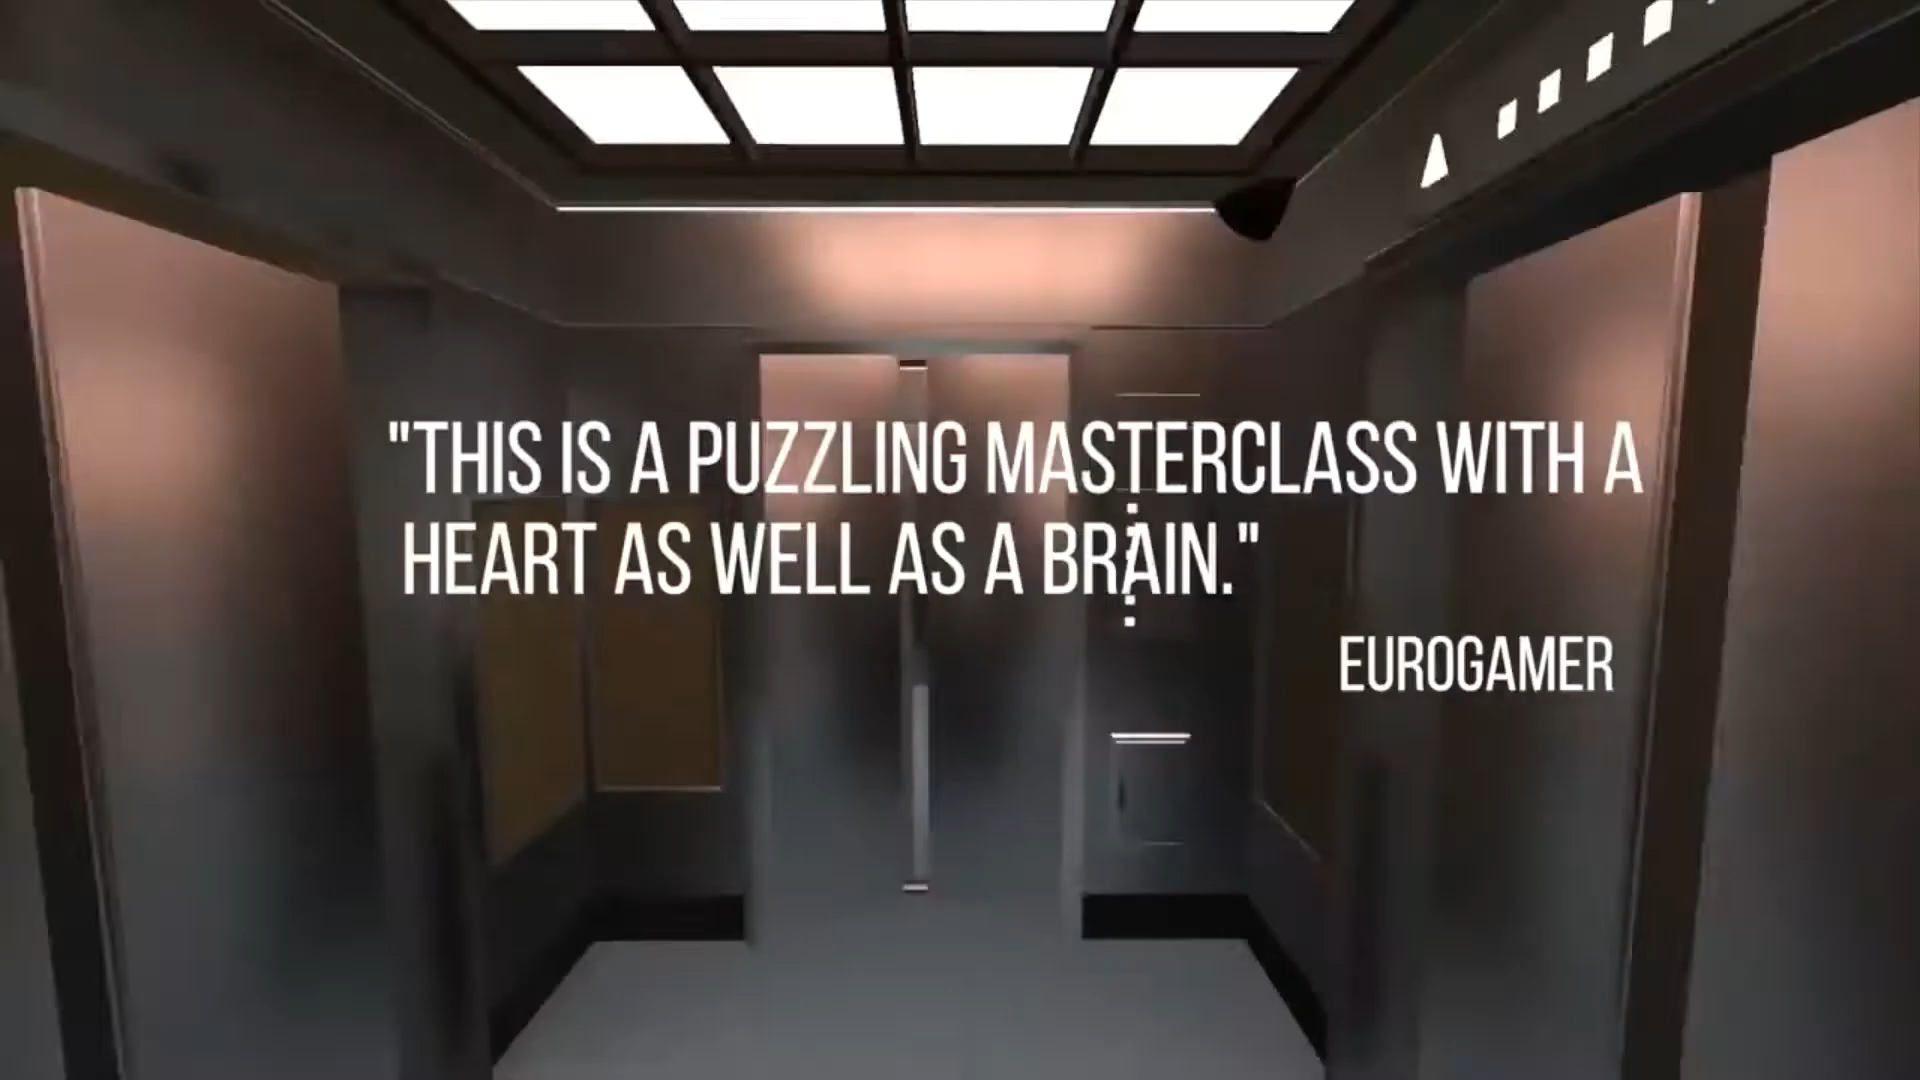 "THIS IS A PUZZLING MASTERCLASS WITH A
HEART AS WELL AS A BRAIN."
EUROGAMER